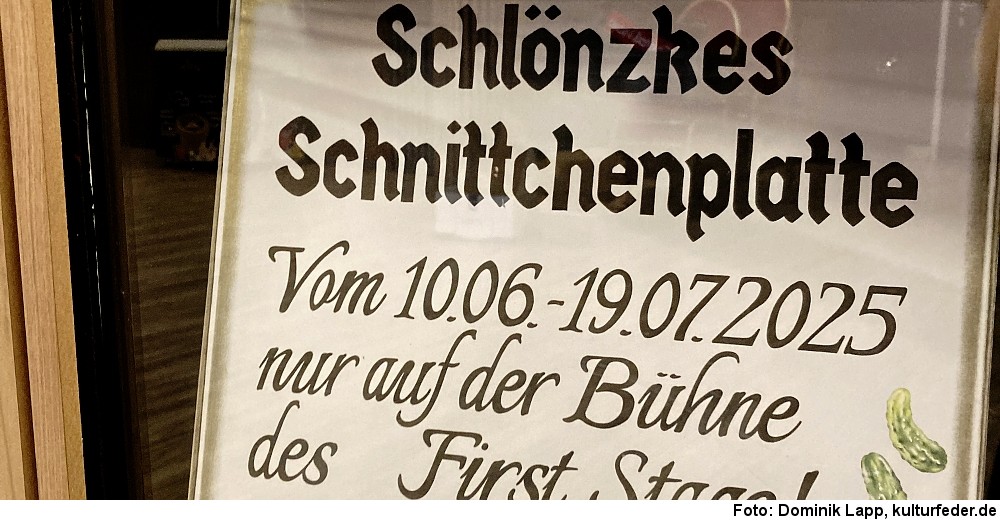 Schlönzkes
Schnittchenplatte
Vom 10.06.-19.07.2025
nur auf der Bühne
des First Stage!
Foto: Dominik Lapp, kulturfeder.de